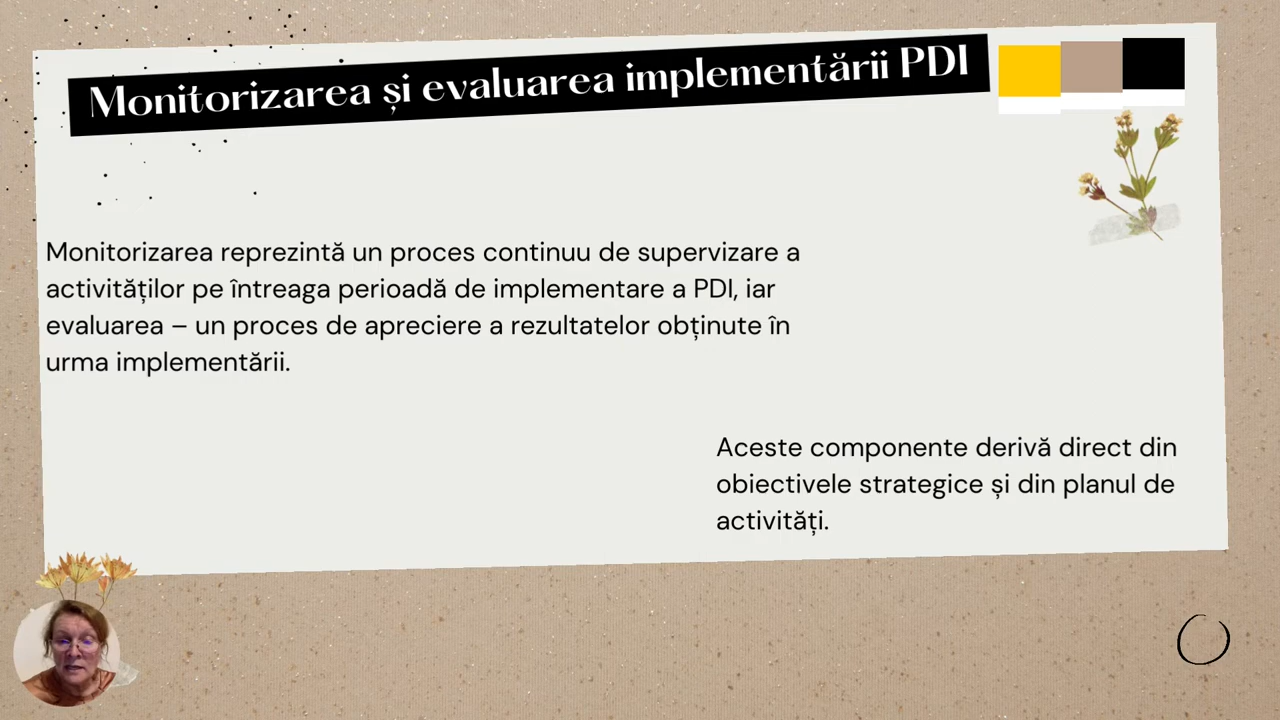 Monitorizarea și evaluarea implementării PDI
Monitorizarea reprezintă un proces continuu de supervizare a
activităților pe întreaga perioadă de implementare a PDI, iar
evaluarea – un proces de apreciere a rezultatelor obținute în
urma implementării.
Aceste componente derivă direct din
obiectivele strategice și din planul de
activități.